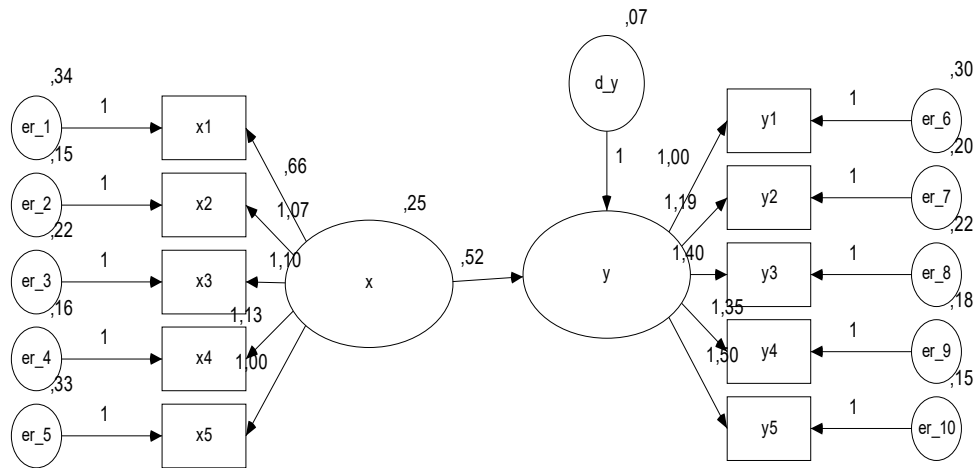 ,07
,34
,30
d_y
er_1
1
x1
y1
1
er_6
,15
,66
1
1,00
,20
er_2
1
x2
1,07
,25
1,19
y2
1
er_7
,22
1,10
,52
1,40
,22
er_3
1
x3
x
y
y3
1
er_8
,16
1,13
1,35
,18
er_4
1
x4
1,00
1,50
y4
1
er_9
,33
,15
er_5
1
x5
y5
1
er_10